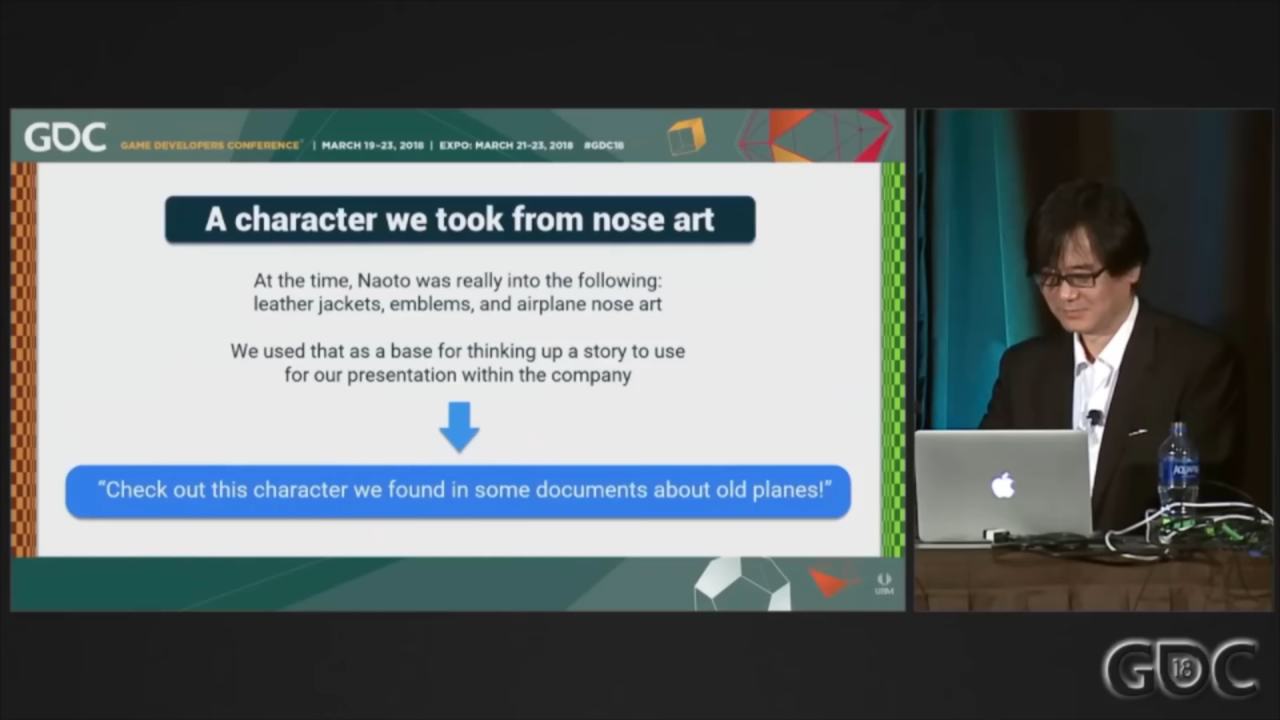 GDC GAME DEVELOPERS CONFERENCE | MARCH 19–23, 2018 | EXPO: MARCH 21–23, 2018 #GDC18
A character we took from nose art
At the time, Naoto was really into the following:
leather jackets, emblems, and airplane nose art
We used that as a base for thinking up a story to use
for our presentation within the company
“Check out this character we found in some documents about old planes!”
UBM
GDC 18